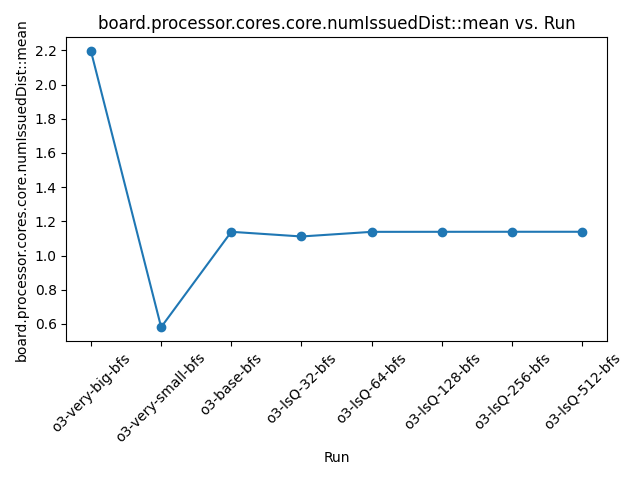 board.processor.cores.core.numIssuedDist::mean vs. Run
board.processor.cores.core.numIssuedDist::mean
2.2
2.0
1.8
1.6
1.4
1.2
1.0
0.8
0.6
o3-very-big-bfs
o3-very-small-bfs
o3-base-bfs
o3-lsQ-32-bfs
o3-lsQ-64-bfs
o3-lsQ-128-bfs
o3-lsQ-256-bfs
o3-lsQ-512-bfs
Run